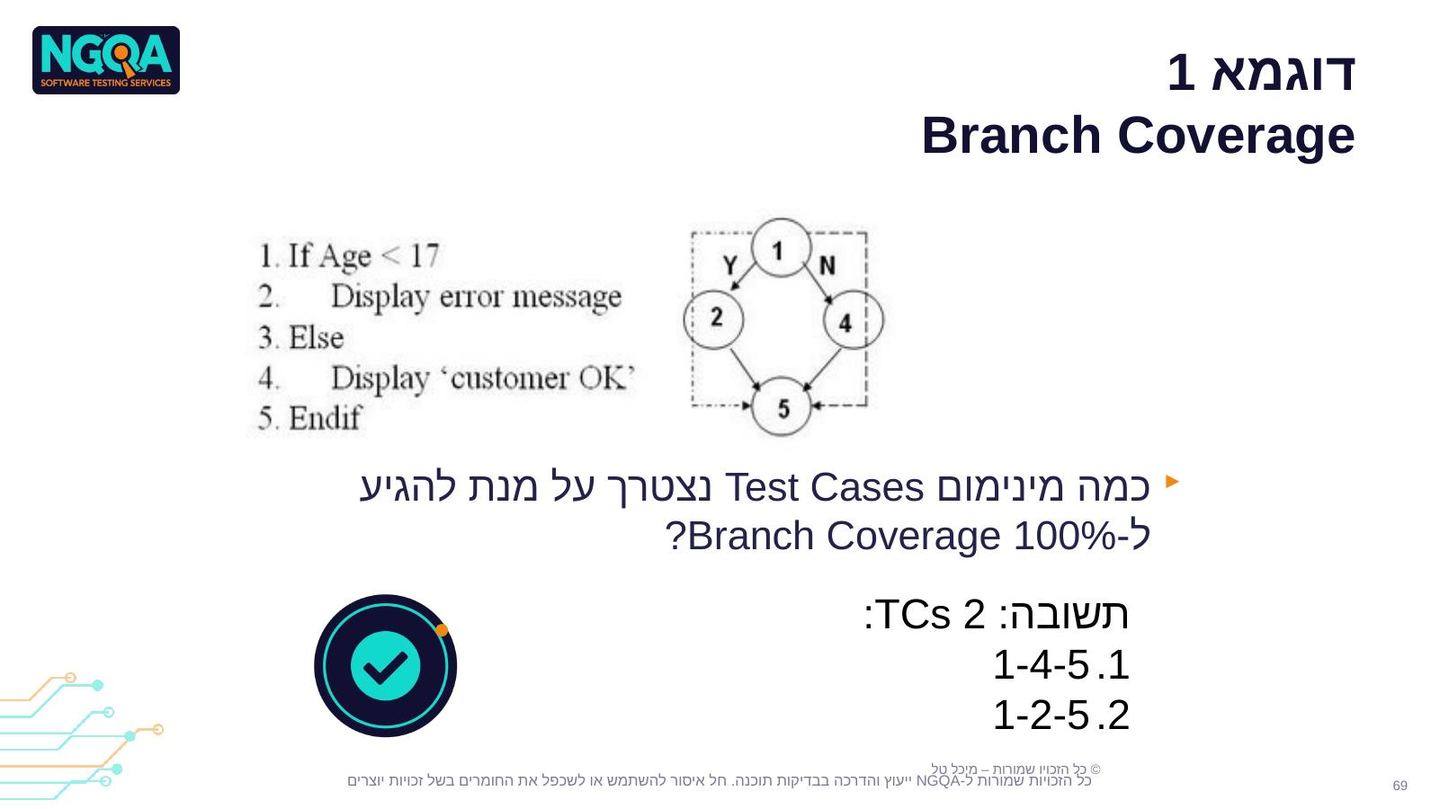 NGQA
SOFTWARE TESTING SERVICES
דוגמא 1
Branch Coverage
1. If Age < 17
2. Display error message
3. Else
4. Display ‘customer OK’
5. Endif
1
Y
N
2
4
5
כמה מינימום Test Cases נצטרך על מנת להגיע
ל-100% Branch Coverage?
תשובה: 2 TCs:
1. 1-4-5
2. 1-2-5
© כל הזכויו שמורות – מיכל טל
כל הזכויות שמורות ל-NGQA ייעוץ והדרכה בבדיקות תוכנה. חל איסור להשתמש או לשכפל את החומרים בשל זכויות יוצרים
69